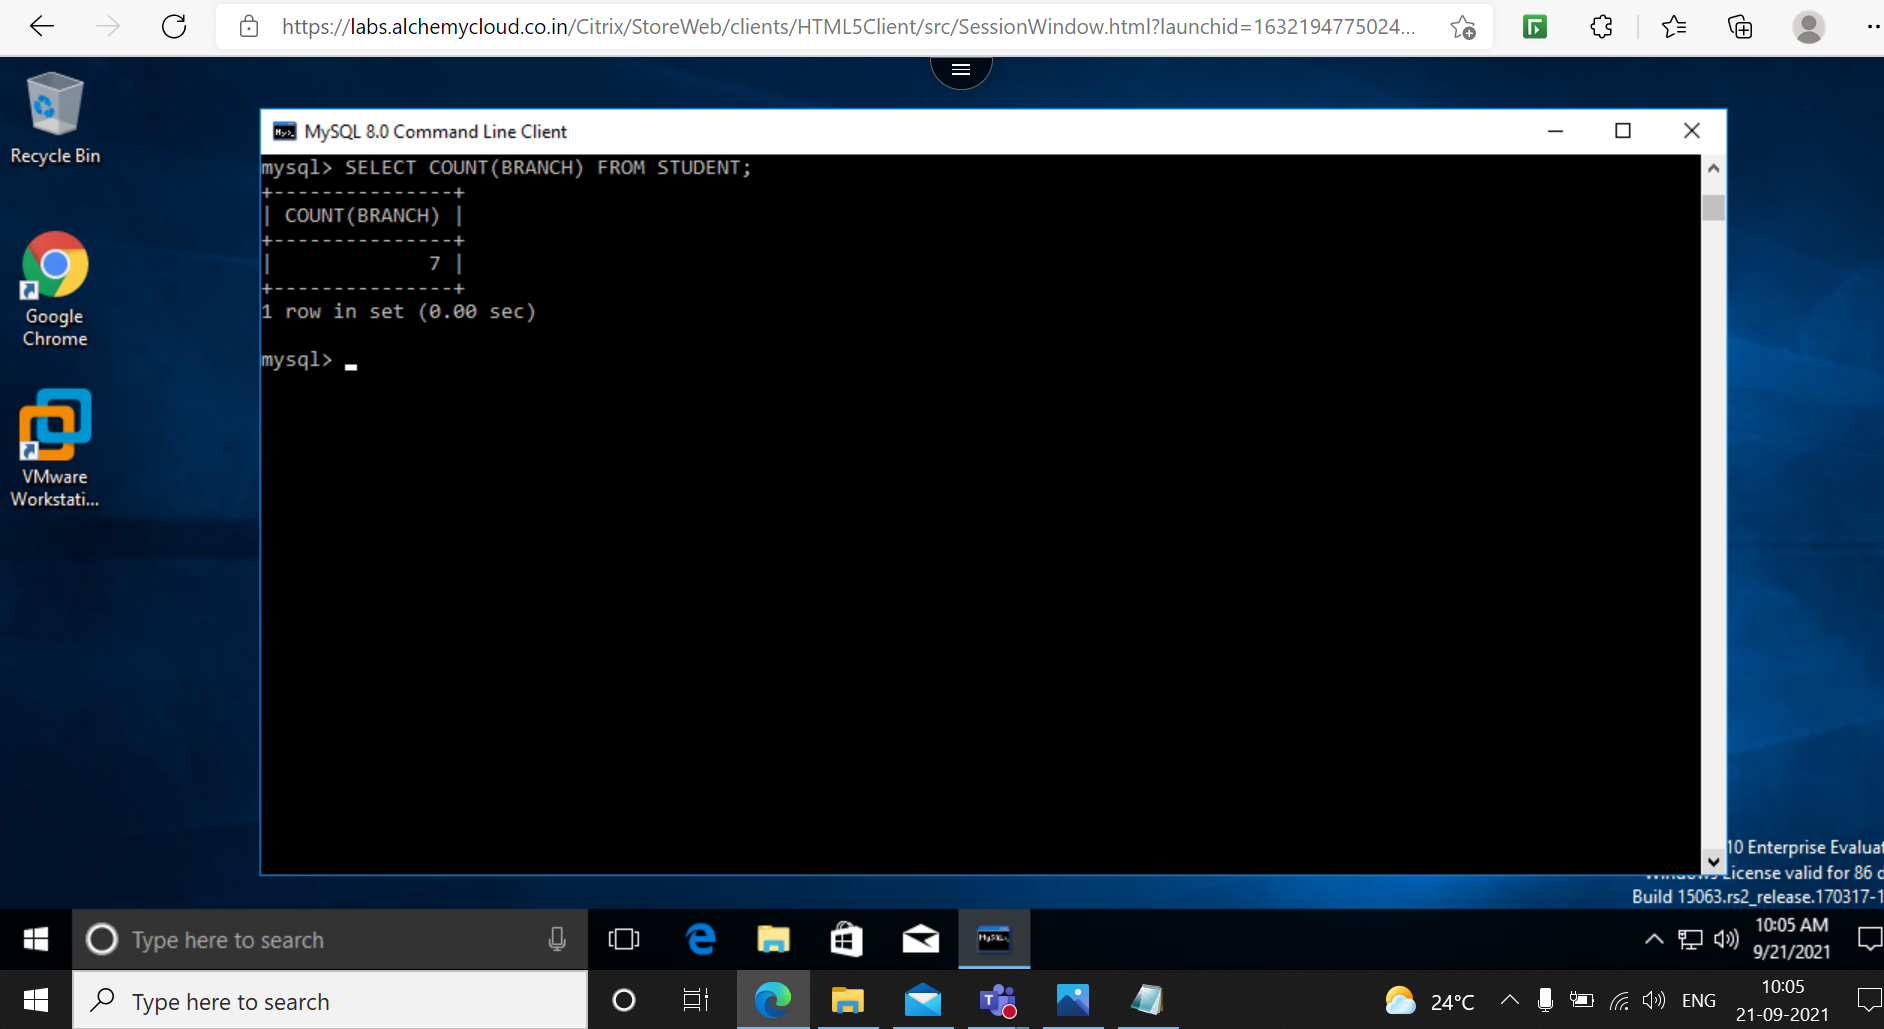 https://labs.alchemycloud.co.in/Citrix/StoreWeb/clients/HTML5Client/src/SessionWindow.html?launchid=1632194775024...
Recycle Bin
Google
Chrome
VMware
Workstati...
MySQL 8.0 Command Line Client
mysql> SELECT COUNT(BRANCH) FROM STUDENT;
+---------------+
| COUNT(BRANCH) |
+---------------+
|             7 |
+---------------+
1 row in set (0.00 sec)
mysql>
10 Enterprise Evaluat
License valid for 86 d
Build 15063.rs2_release.170317-1
Type here to search
10:05 AM
9/21/2021
Type here to search
24°C
ENG
10:05
21-09-2021